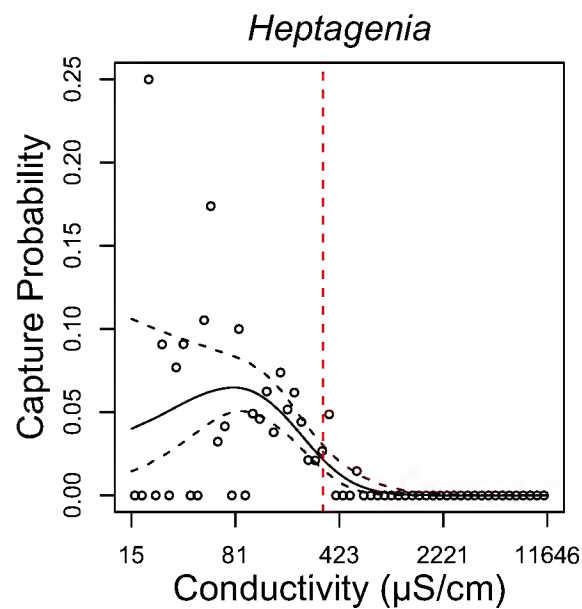 Heptagenia
0.25
0.20
0.15
0.10
0.05
0.00
Capture Probability
15 81 423 2221 11646
Conductivity (µS/cm)